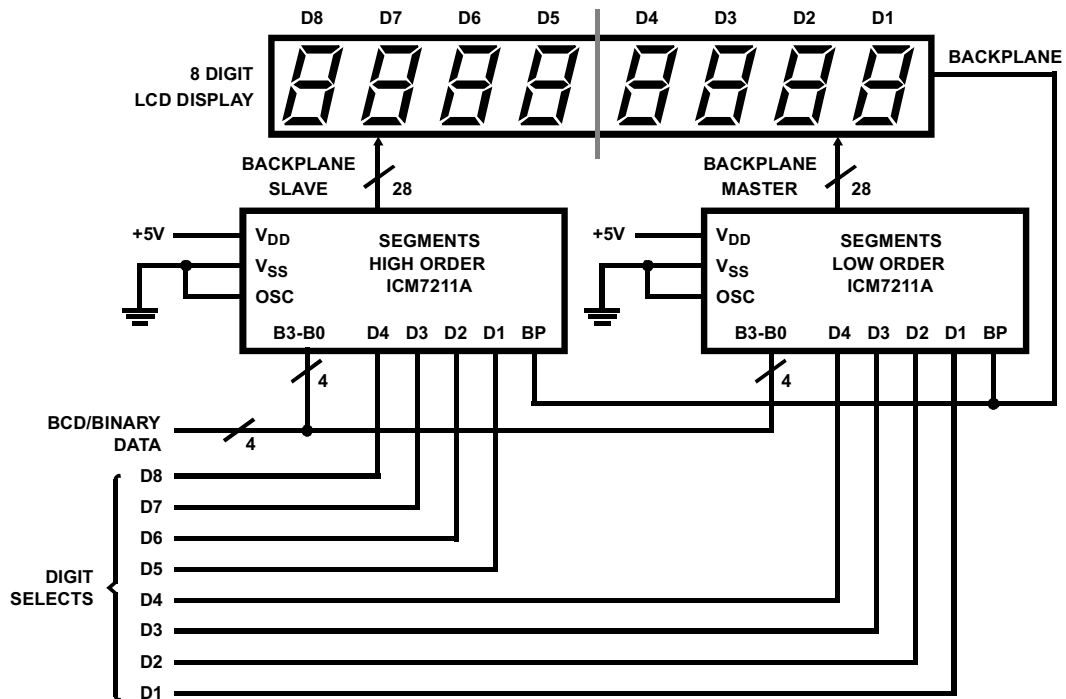 D8 D7 D6 D5 D4 D3 D2 D1
8 DIGIT
LCD DISPLAY
BACKPLANE
BACKPLANE
SLAVE
28
BACKPLANE
MASTER
28
+5V
VDD
VSS
OSC
SEGMENTS
HIGH ORDER
ICM7211A
B3-B0 D4 D3 D2 D1 BP
4
+5V
VDD
VSS
OSC
SEGMENTS
LOW ORDER
ICM7211A
B3-B0 D4 D3 D2 D1 BP
4
BCD/BINARY
DATA
4
DIGIT
SELECTS
D8
D7
D6
D5
D4
D3
D2
D1